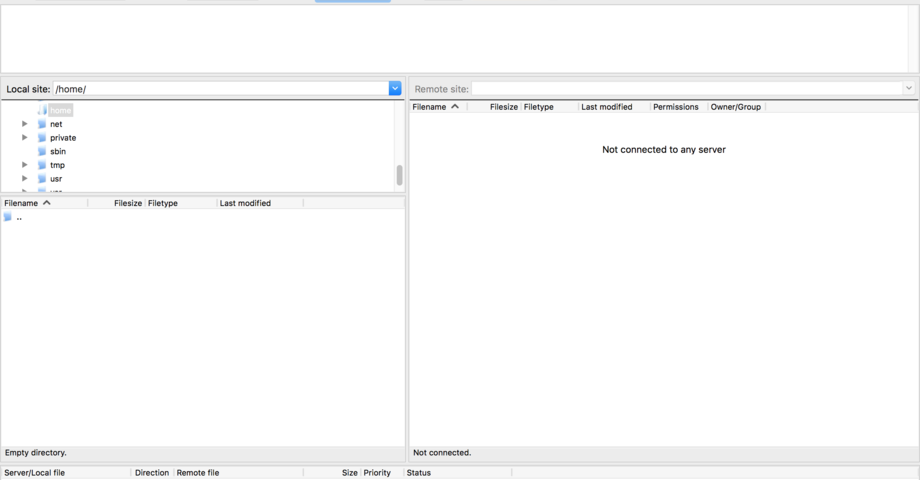 Local site: /home/
home
net
private
sbin
tmp
usr
Filename Filesize Filetype Last modified
..
Empty directory.
Remote site:
Filename Filesize Filetype Last modified Permissions Owner/Group
Not connected to any server
Not connected.
Server/Local file Direction Remote file Size Priority Status